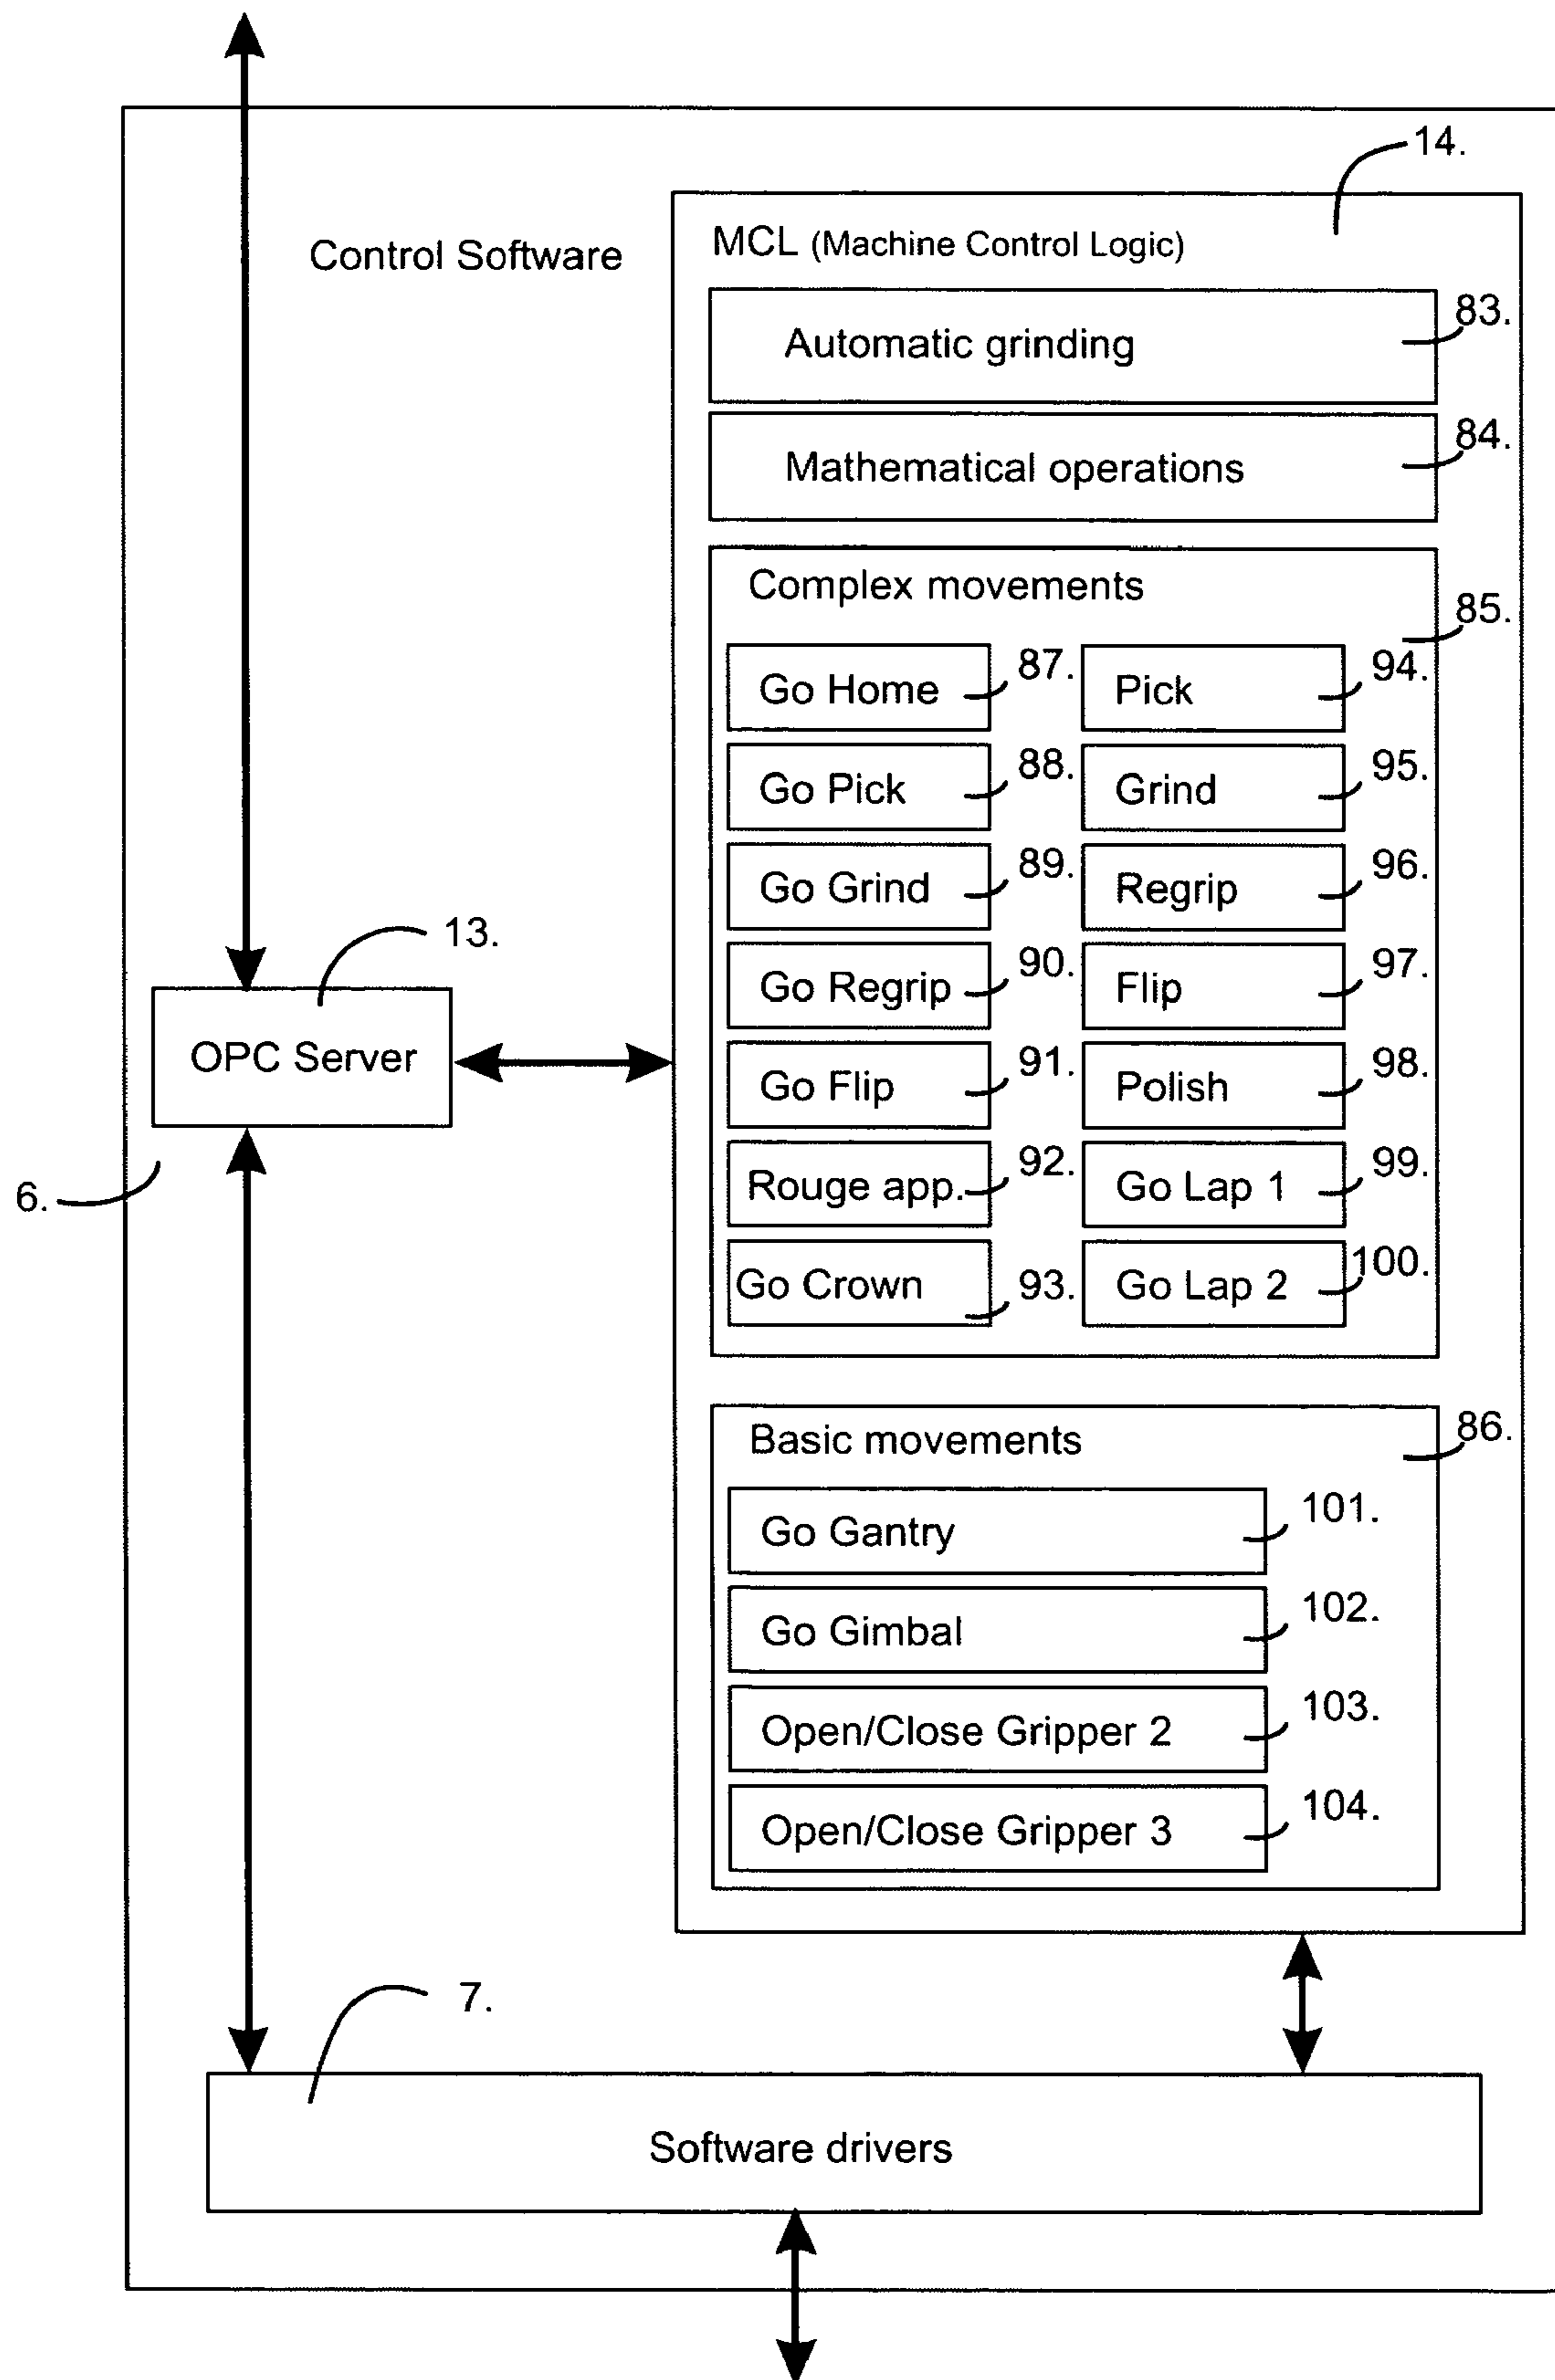 14.
Control Software
MCL (Machine Control Logic)
83.
Automatic grinding
84.
Mathematical operations
Complex movements
85.
Go Home 87. Pick 94.
Go Pick 88. Grind 95.
Go Grind 89. Regrip 96.
Go Regrip 90. Flip 97.
Go Flip 91. Polish 98.
Rouge app. 92. Go Lap 1 99.
Go Crown 93. Go Lap 2 100.
13.
OPC Server
6.
Basic movements 86.
Go Gantry 101.
Go Gimbal 102.
Open/Close Gripper 2 103.
Open/Close Gripper 3 104.
7.
Software drivers